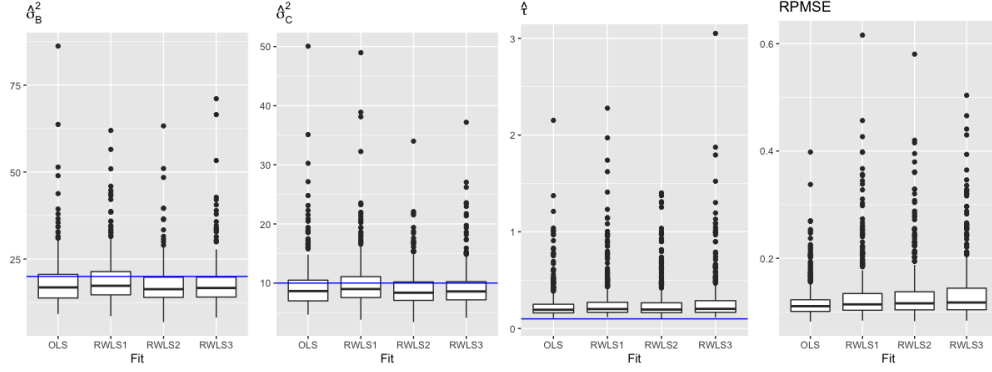 σ̂²_B
75
50
25
OLS RWLS1 RWLS2 RWLS3
Fit
σ̂²_C
50
40
30
20
10
OLS RWLS1 RWLS2 RWLS3
Fit
τ̂
3
2
1
0
OLS RWLS1 RWLS2 RWLS3
Fit
RPMSE
0.6
0.4
0.2
OLS RWLS1 RWLS2 RWLS3
Fit